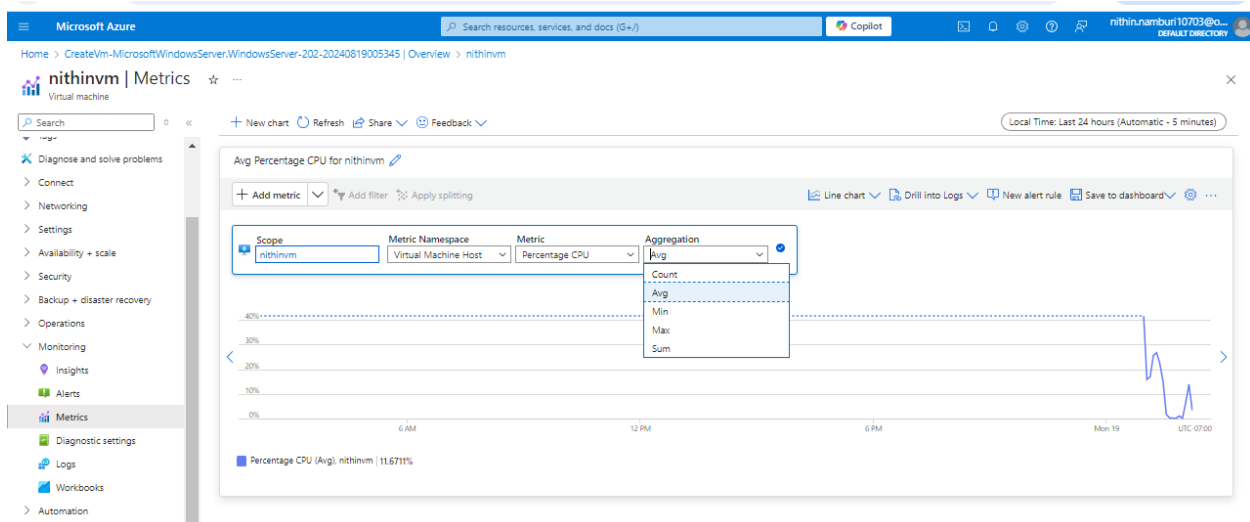 Microsoft Azure
Search resources, services, and docs (G+/)
Copilot
nithin.namburi10703@o...
DEFAULT DIRECTORY
Home > CreateVm-MicrosoftWindowsServer.WindowsServer-202-20240819005345 | Overview > nithinvm
nithinvm | Metrics
Virtual machine
Search
New chart Refresh Share Feedback
Local Time: Last 24 hours (Automatic - 5 minutes)
Tags
Diagnose and solve problems
Connect
Networking
Settings
Availability + scale
Security
Backup + disaster recovery
Operations
Monitoring
Insights
Alerts
Metrics
Diagnostic settings
Logs
Workbooks
Automation
Avg Percentage CPU for nithinvm
Add metric Add filter Apply splitting
Line chart Drill into Logs New alert rule Save to dashboard
Scope Metric Namespace Metric Aggregation
nithinvm Virtual Machine Host Percentage CPU Avg
Count
Avg
Min
Max
Sum
40%
30%
20%
10%
0%
6 AM 12 PM 6 PM Mon 19 UTC-07:00
Percentage CPU (Avg), nithinvm | 11.6711%